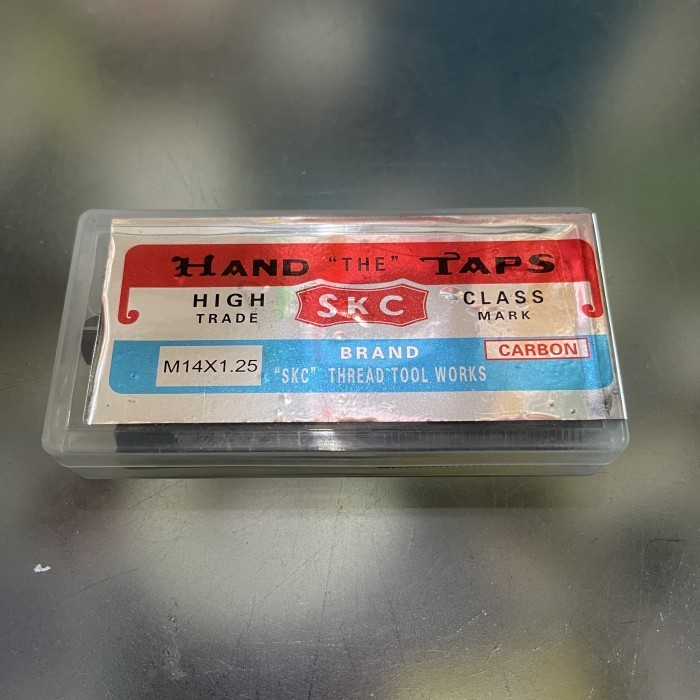 HAND "THE" TAPS
HIGH SKC CLASS
TRADE MARK
BRAND CARBON
M14X1.25 "SKC" THREAD TOOL WORKS